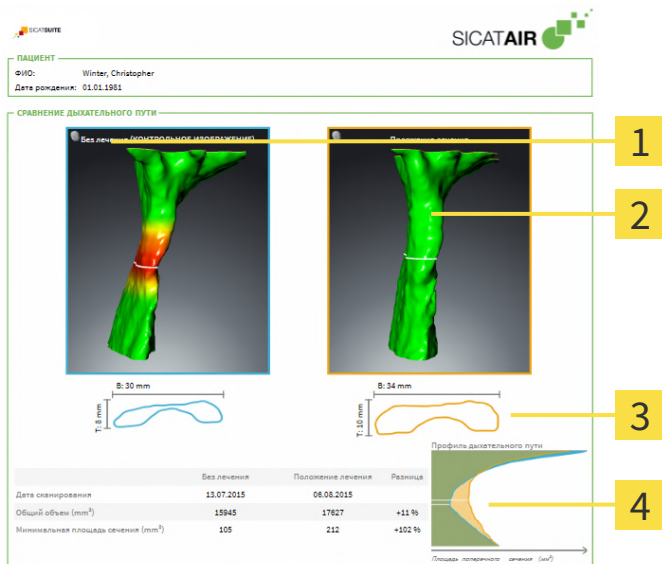 SICATSUITE
SICATAIR
ПАЦИЕНТ
ФИО: Winter, Christopher
Дата рождения: 01.01.1981
СРАВНЕНИЕ ДЫХАТЕЛЬНОГО ПУТИ
Без лечения (КОНТРОЛЬНОЕ ИЗОБРАЖЕНИЕ)
Положение лечения
1
2
В: 30 mm
Т: 8 mm
В: 34 mm
Т: 10 mm
3
Профиль дыхательного пути
Без лечения Положение лечения Разница
Дата сканирования 13.07.2015 06.08.2015
Общий объем (mm³) 15945 17627 +11 %
Минимальная площадь сечения (mm²) 105 212 +102 %
4
Площадь поперечного сечения (мм²)